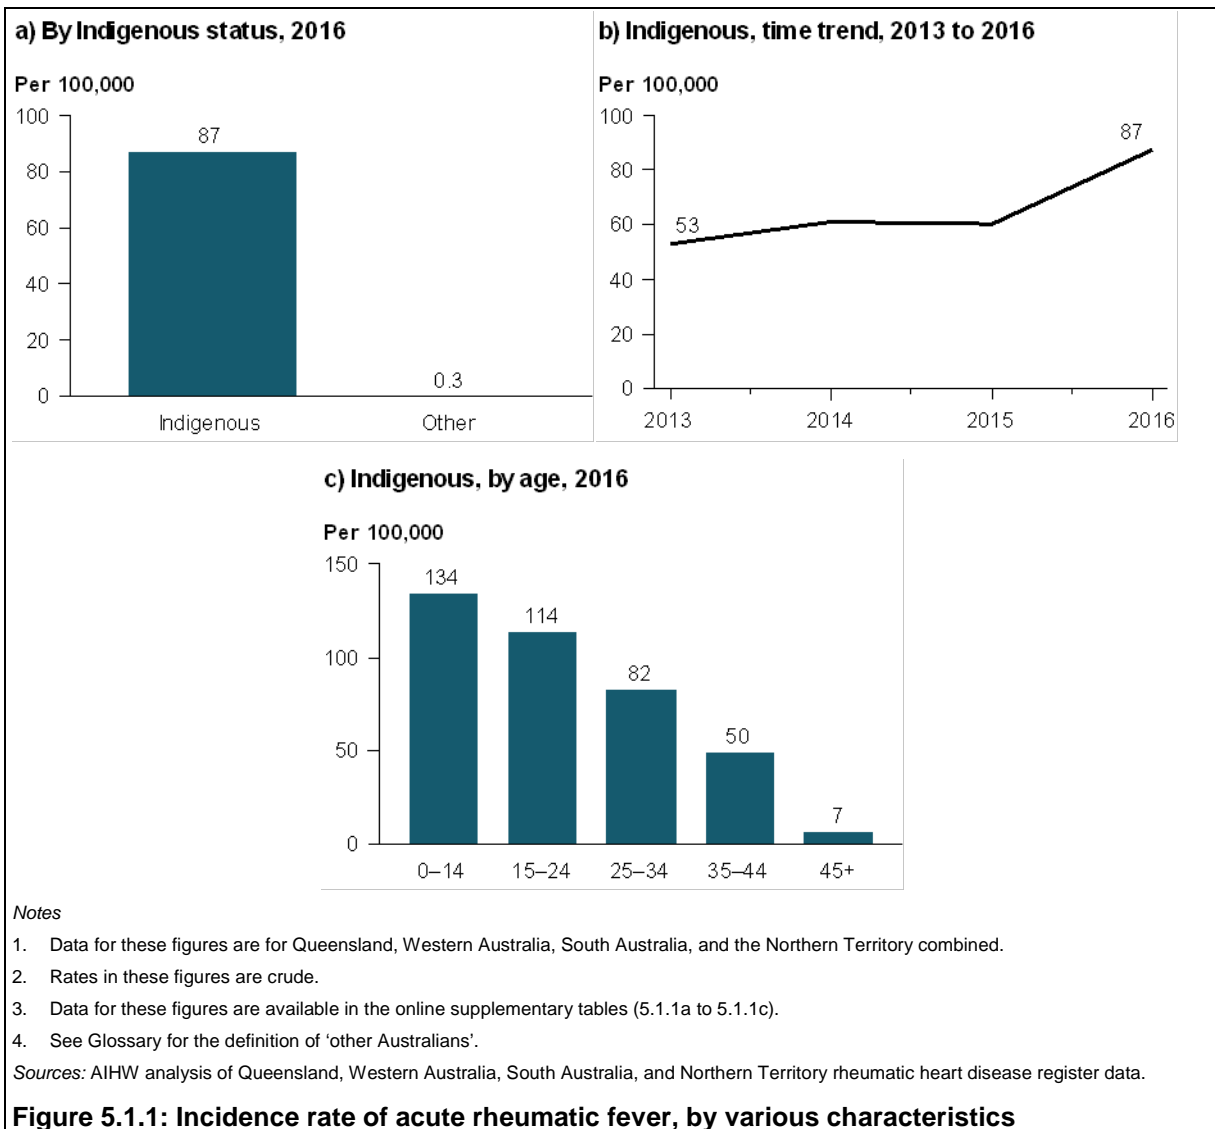 a) By Indigenous status, 2016
Per 100,000
100
80
60
40
20
0
87
0.3
Indigenous
Other
b) Indigenous, time trend, 2013 to 2016
Per 100,000
100
80
60
40
20
0
53
87
2013
2014
2015
2016
c) Indigenous, by age, 2016
Per 100,000
150
100
50
0
134
114
82
50
7
0–14
15–24
25–34
35–44
45+
Notes
1. Data for these figures are for Queensland, Western Australia, South Australia, and the Northern Territory combined.
2. Rates in these figures are crude.
3. Data for these figures are available in the online supplementary tables (5.1.1a to 5.1.1c).
4. See Glossary for the definition of ‘other Australians’.
Sources: AIHW analysis of Queensland, Western Australia, South Australia, and Northern Territory rheumatic heart disease register data.
Figure 5.1.1: Incidence rate of acute rheumatic fever, by various characteristics